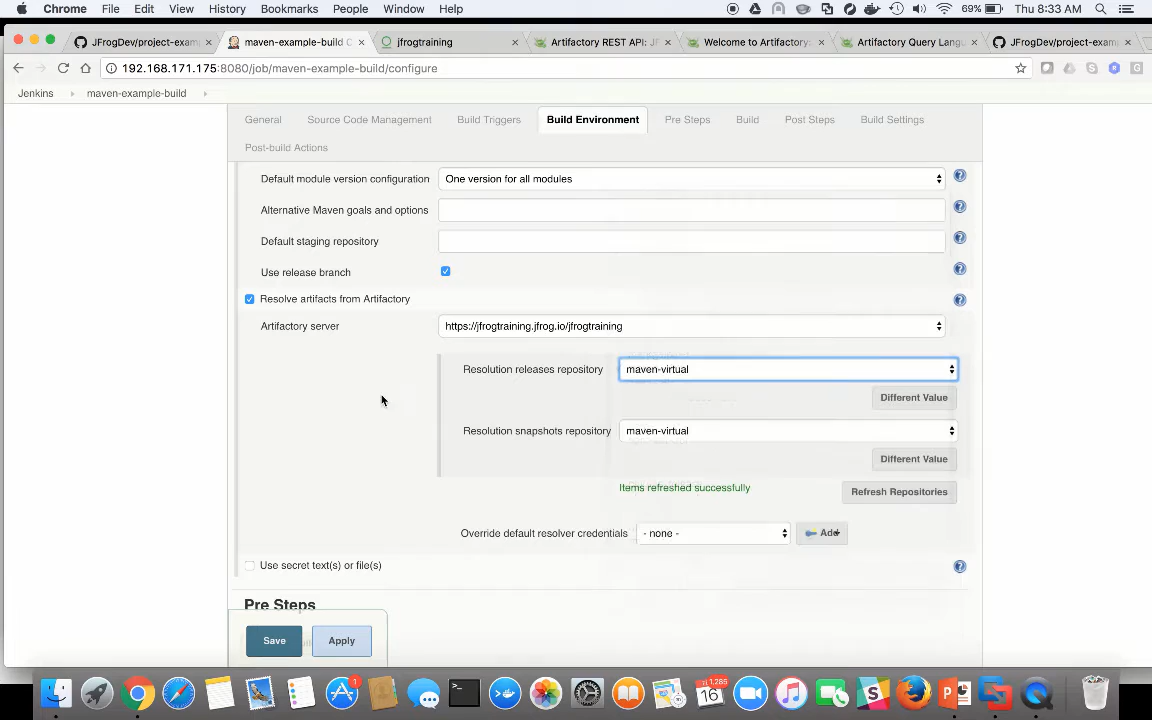 Chrome File Edit View History Bookmarks People Window Help 69% Thu 8:33 AM
JFrogDev/project-exam
maven-example-build C
jfrogtraining
Artifactory REST API: J
Welcome to Artifactory
Artifactory Query Lang
JFrogDev/project-exam
192.168.171.175:8080/job/maven-example-build/configure
Jenkins maven-example-build
General Source Code Management Build Triggers Build Environment Pre Steps Build Post Steps Build Settings
Post-build Actions
Default module version configuration One version for all modules
Alternative Maven goals and options
Default staging repository
Use release branch
Resolve artifacts from Artifactory
Artifactory server https://jfrogtraining.jfrog.io/jfrogtraining
Resolution releases repository maven-virtual
Different Value
Resolution snapshots repository maven-virtual
Different Value
Items refreshed successfully Refresh Repositories
Override default resolver credentials - none - Add
Use secret text(s) or file(s)
Pre Steps
Save Apply
1
1,285
16